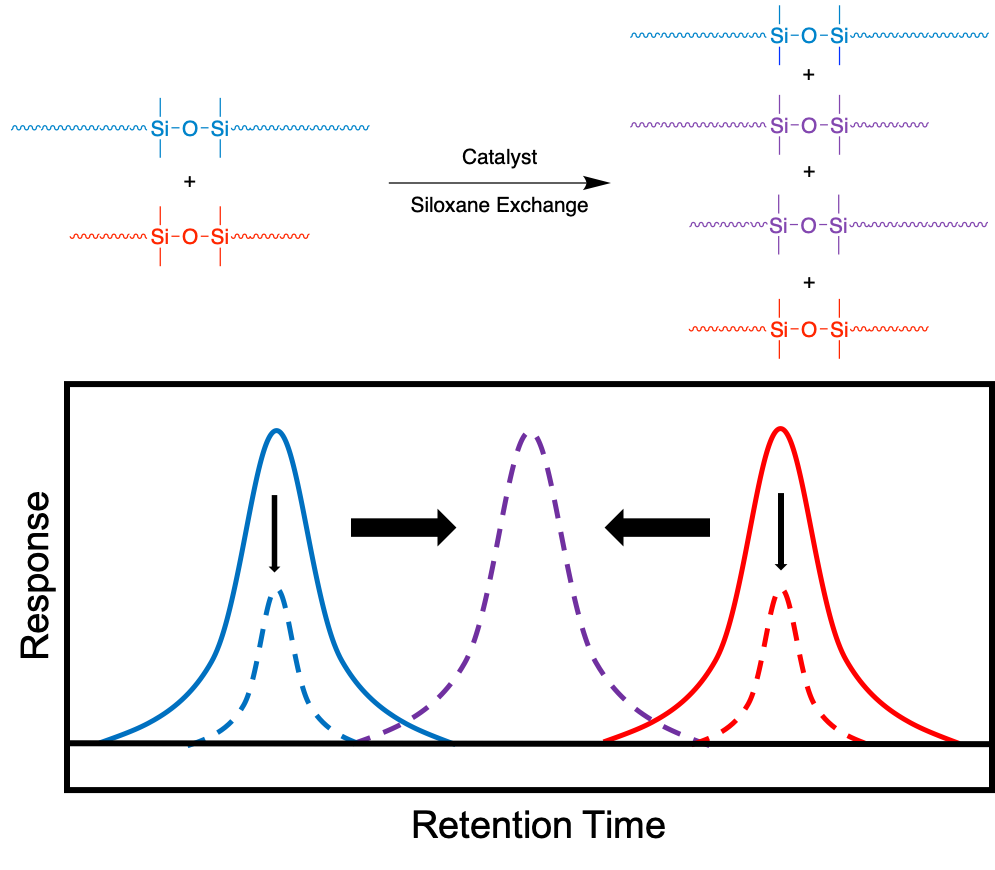 Si-O-Si
+
Si-O-Si
Catalyst
Siloxane Exchange
Si-O-Si
+
Si-O-Si
+
Si-O-Si
+
Si-O-Si
Response
Retention Time